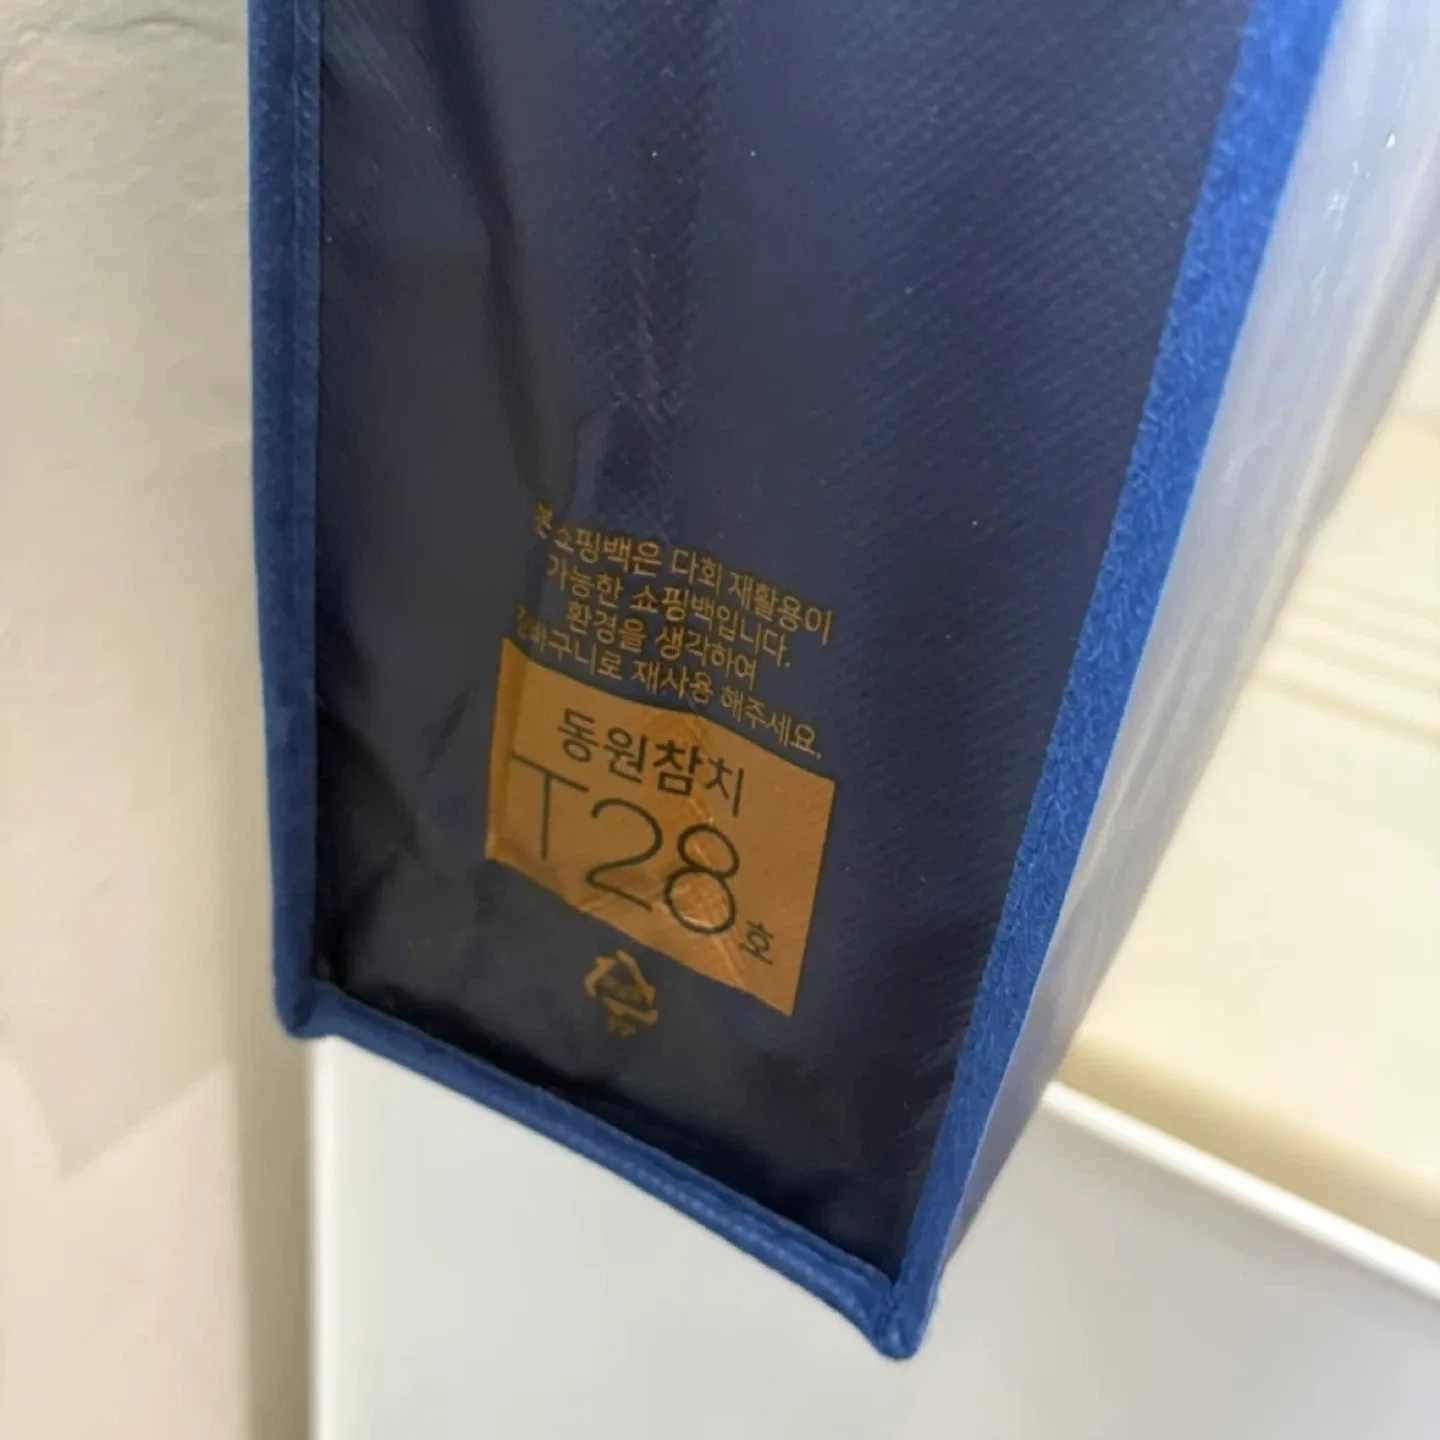 본 쇼핑백은 다회 재활용이
가능한 쇼핑백입니다.
환경을 생각하여
장바구니로 재사용 해주세요.
동원참치
T28호
PP